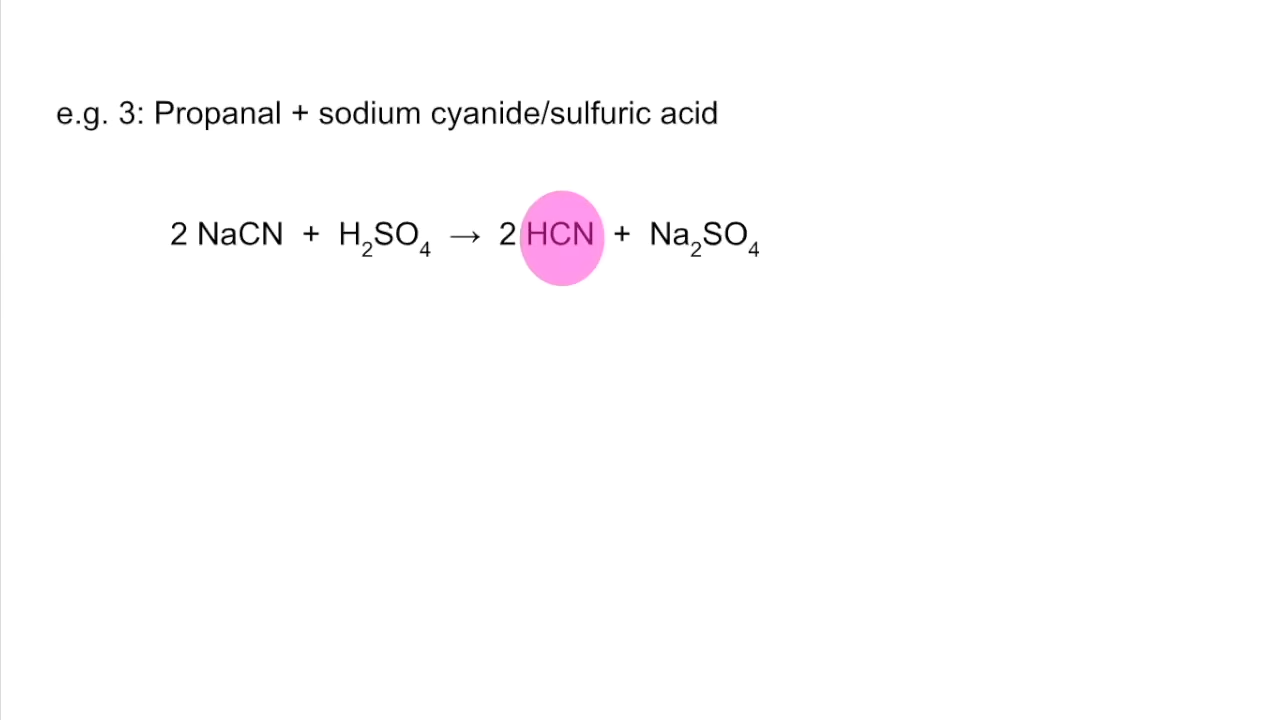 e.g. 3: Propanal + sodium cyanide/sulfuric acid
2 NaCN + H₂SO₄ → 2 HCN + Na₂SO₄